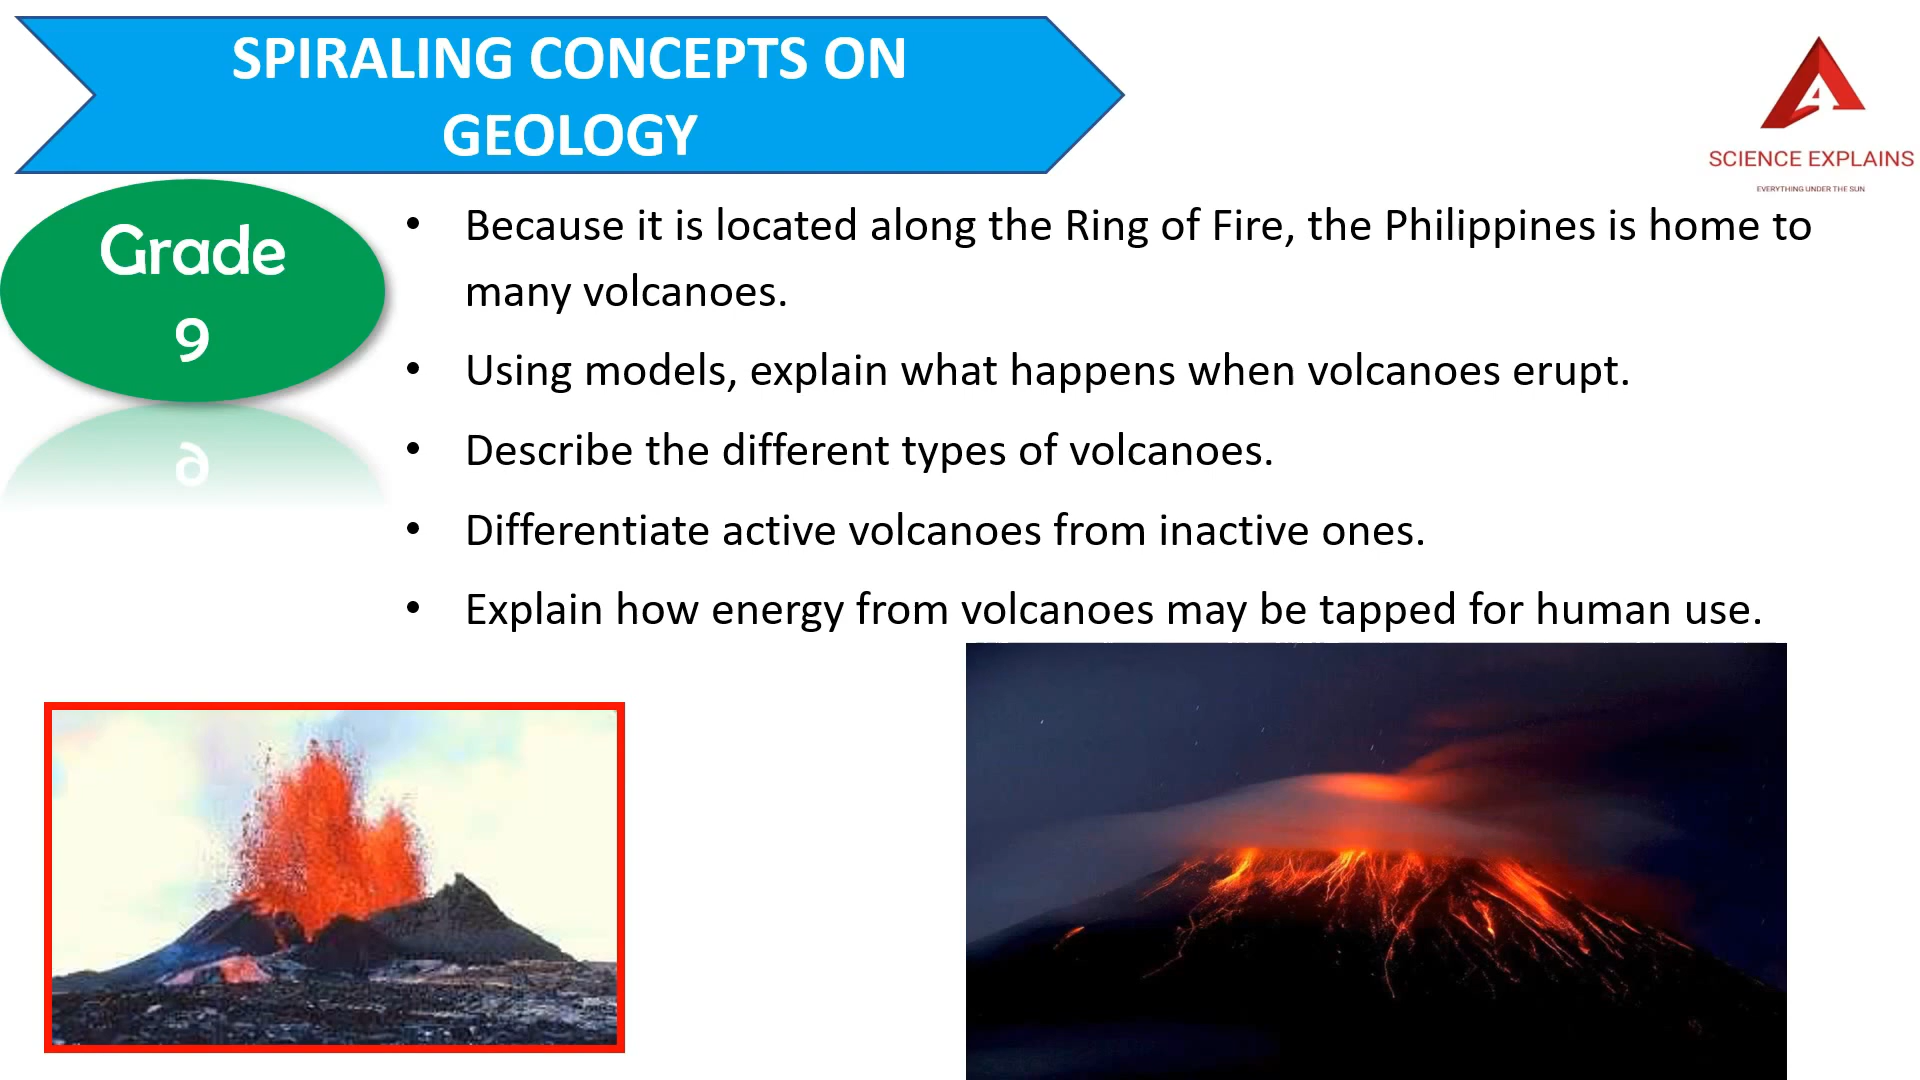 SPIRALING CONCEPTS ON
GEOLOGY
4
SCIENCE EXPLAINS
EVERYTHING UNDER THE SUN
Grade
9
• Because it is located along the Ring of Fire, the Philippines is home to
many volcanoes.
• Using models, explain what happens when volcanoes erupt.
• Describe the different types of volcanoes.
• Differentiate active volcanoes from inactive ones.
• Explain how energy from volcanoes may be tapped for human use.